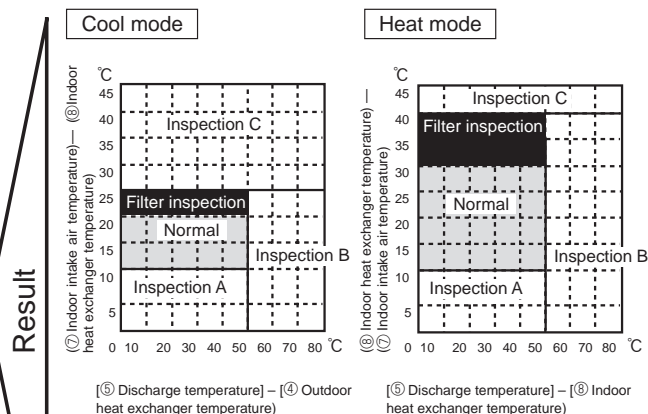 Cool mode
Heat mode
Result
℃
45
40
35
30
25
20
15
10
5
(⑦ Indoor intake air temperature) — (⑧Indoor
heat exchanger temperature)
Inspection C
Filter inspection
Normal
Inspection B
Inspection A
0 10 20 30 40 50 60 70 80 ℃
[⑤ Discharge temperature] – [④ Outdoor
heat exchanger temperature)
℃
45
40
35
30
25
20
15
10
5
(⑧ Indoor heat exchanger temperature) —
(⑦ Indoor intake air temperature)
Inspection C
Filter inspection
Normal
Inspection B
Inspection A
0 10 20 30 40 50 60 70 80 ℃
[⑤ Discharge temperature] – [⑧ Indoor
heat exchanger temperature)